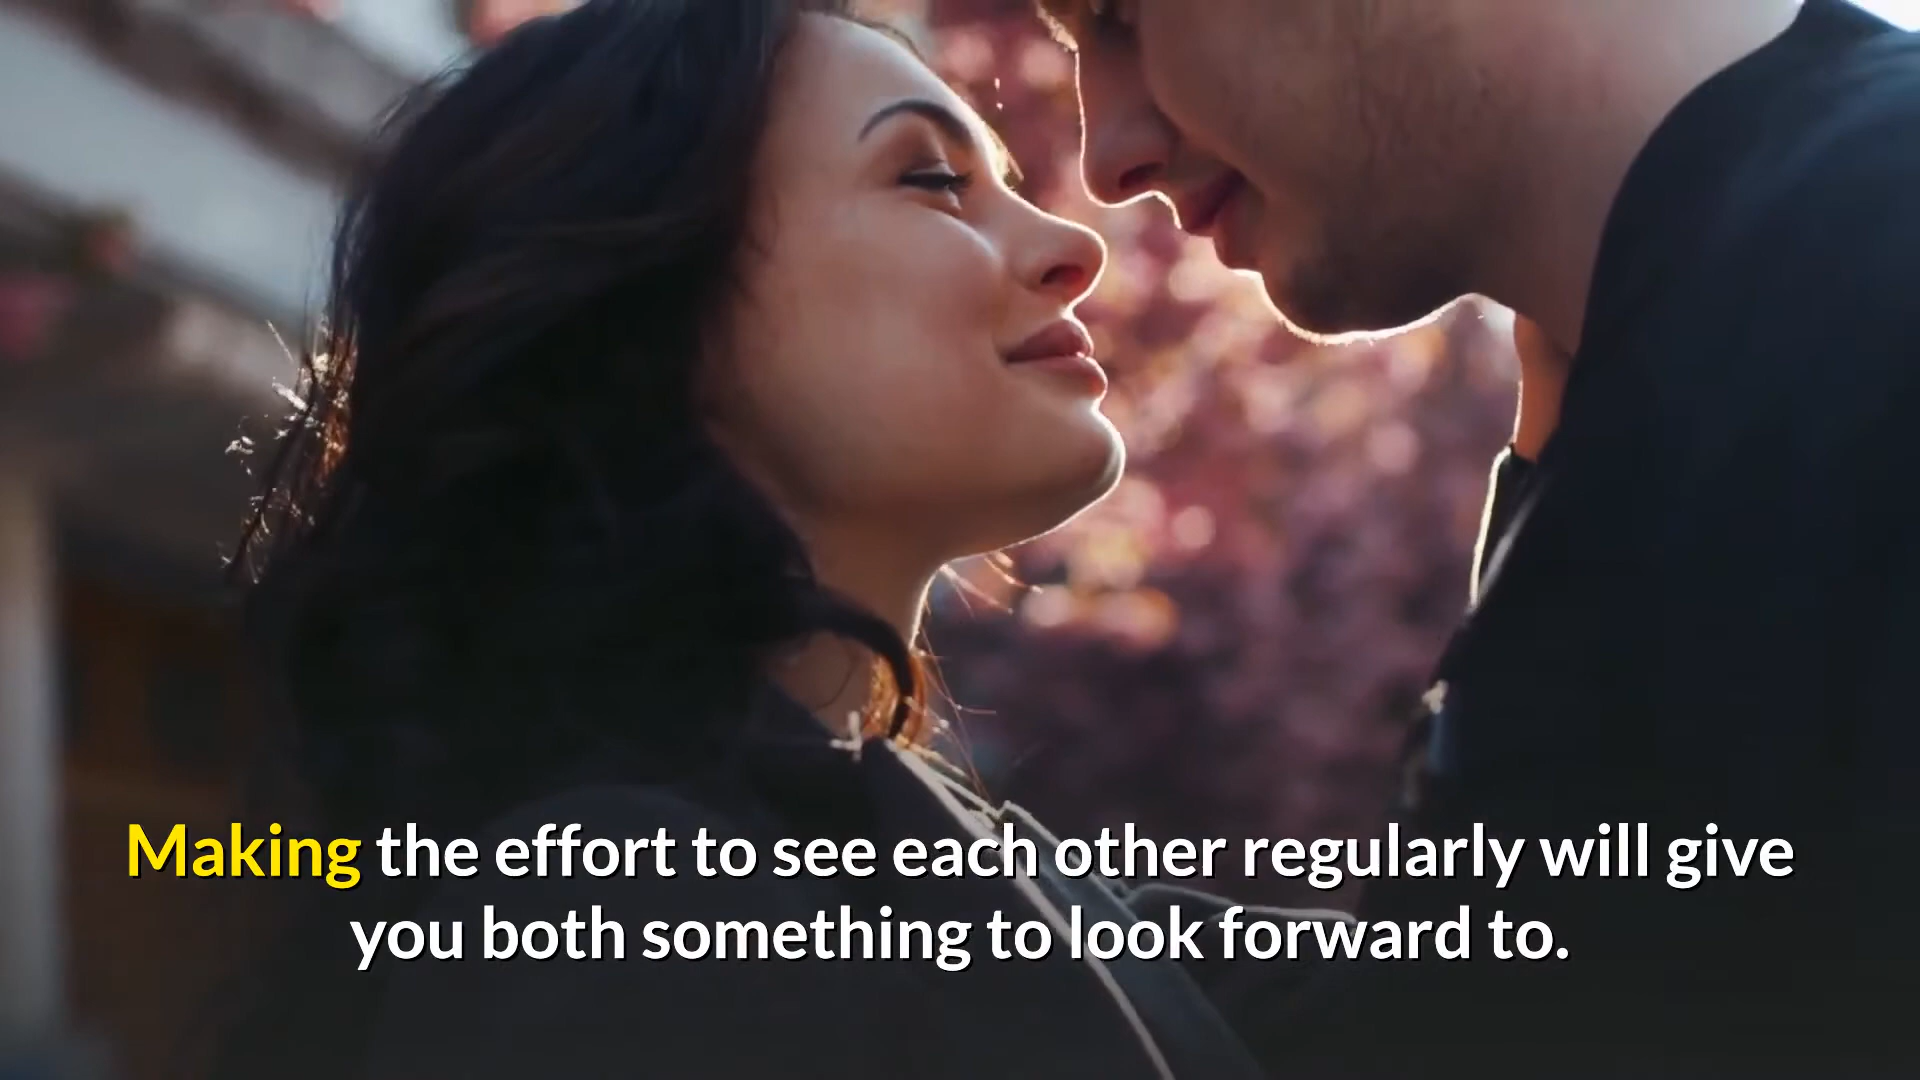 Making the effort to see each other regularly will give
you both something to look forward to.